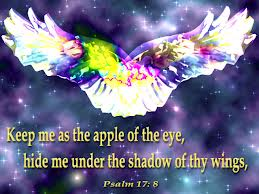 Keep me as the apple of the eye,
hide me under the shadow of thy wings,
Psalm 17: 8